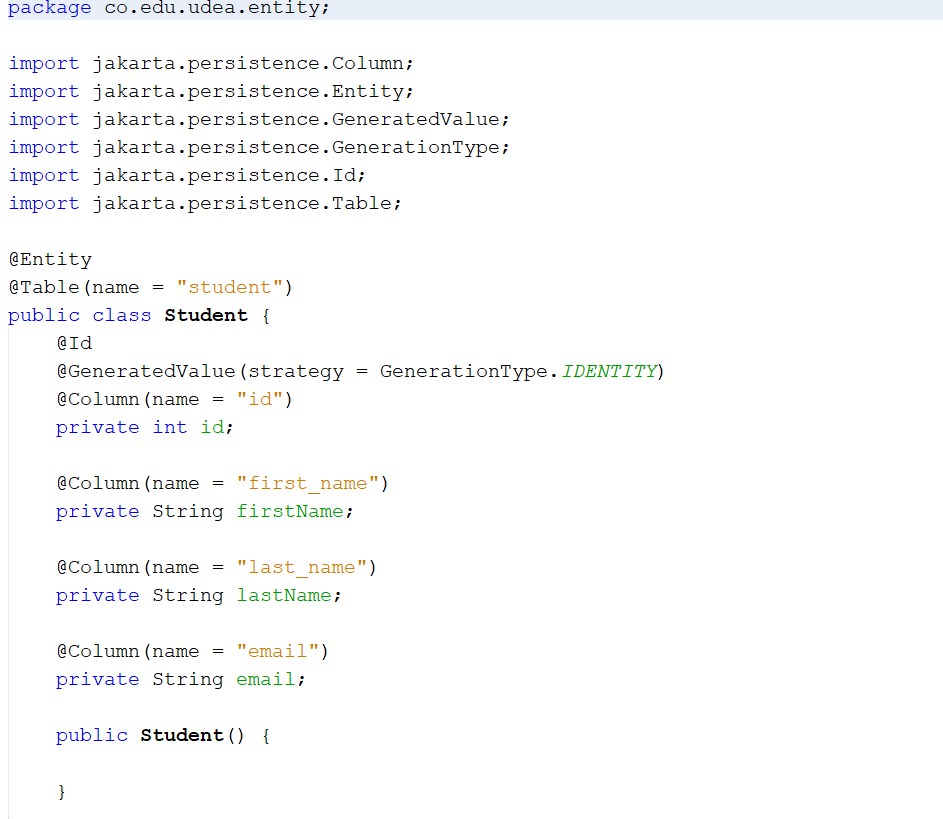 package co.edu.udea.entity;
import jakarta.persistence.Column;
import jakarta.persistence.Entity;
import jakarta.persistence.GeneratedValue;
import jakarta.persistence.GenerationType;
import jakarta.persistence.Id;
import jakarta.persistence.Table;
@Entity
@Table(name = "student")
public class Student {
@Id
@GeneratedValue(strategy = GenerationType.IDENTITY)
@Column(name = "id")
private int id;
@Column(name = "first_name")
private String firstName;
@Column(name = "last_name")
private String lastName;
@Column(name = "email")
private String email;
public Student() {
}